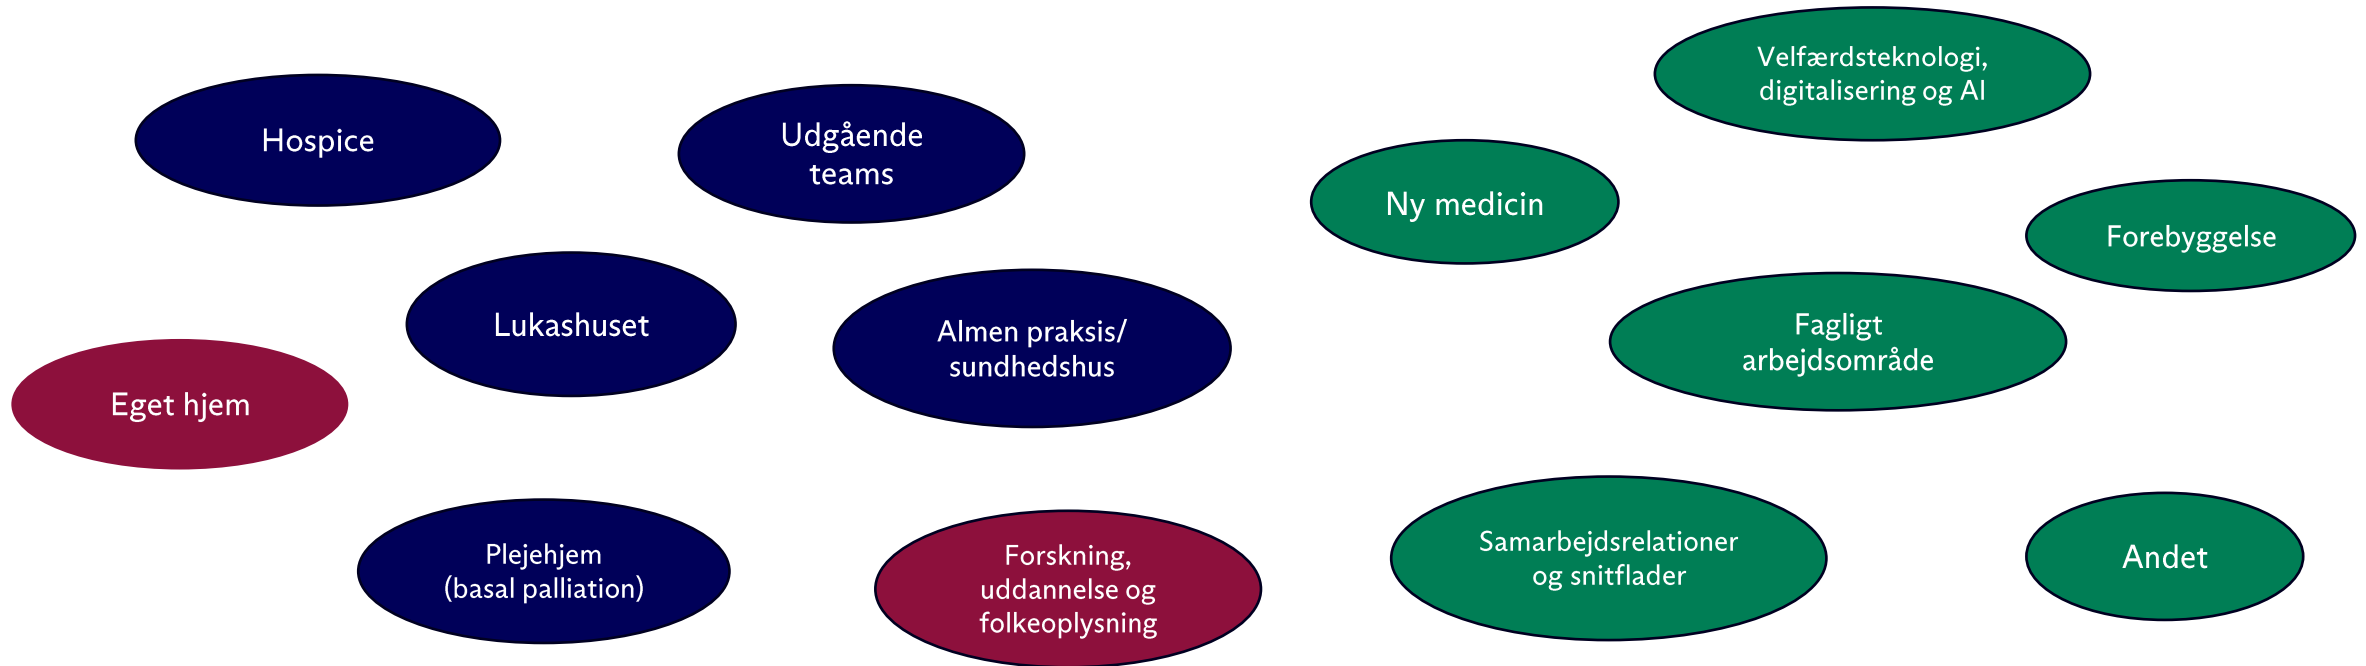 Hospice
Udgående
teams
Lukashuset
Almen praksis/
sundhedshus
Eget hjem
Plejehjem
(basal palliation)
Forskning,
uddannelse og
folkeoplysning
Velfærdsteknologi,
digitalisering og AI
Ny medicin
Forebyggelse
Fagligt
arbejdsområde
Samarbejdsrelationer
og snitflader
Andet